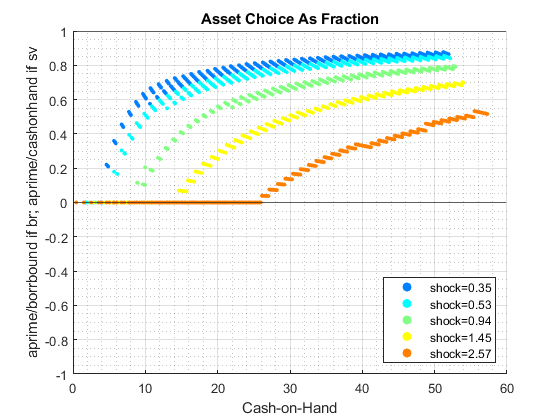 Asset Choice As Fraction
aprime/borrbound if br; aprime/cashonhand if sv
1
0.8
0.6
0.4
0.2
0
-0.2
-0.4
-0.6
-0.8
-1
shock=0.35
shock=0.53
shock=0.94
shock=1.45
shock=2.57
0 10 20 30 40 50 60
Cash-on-Hand